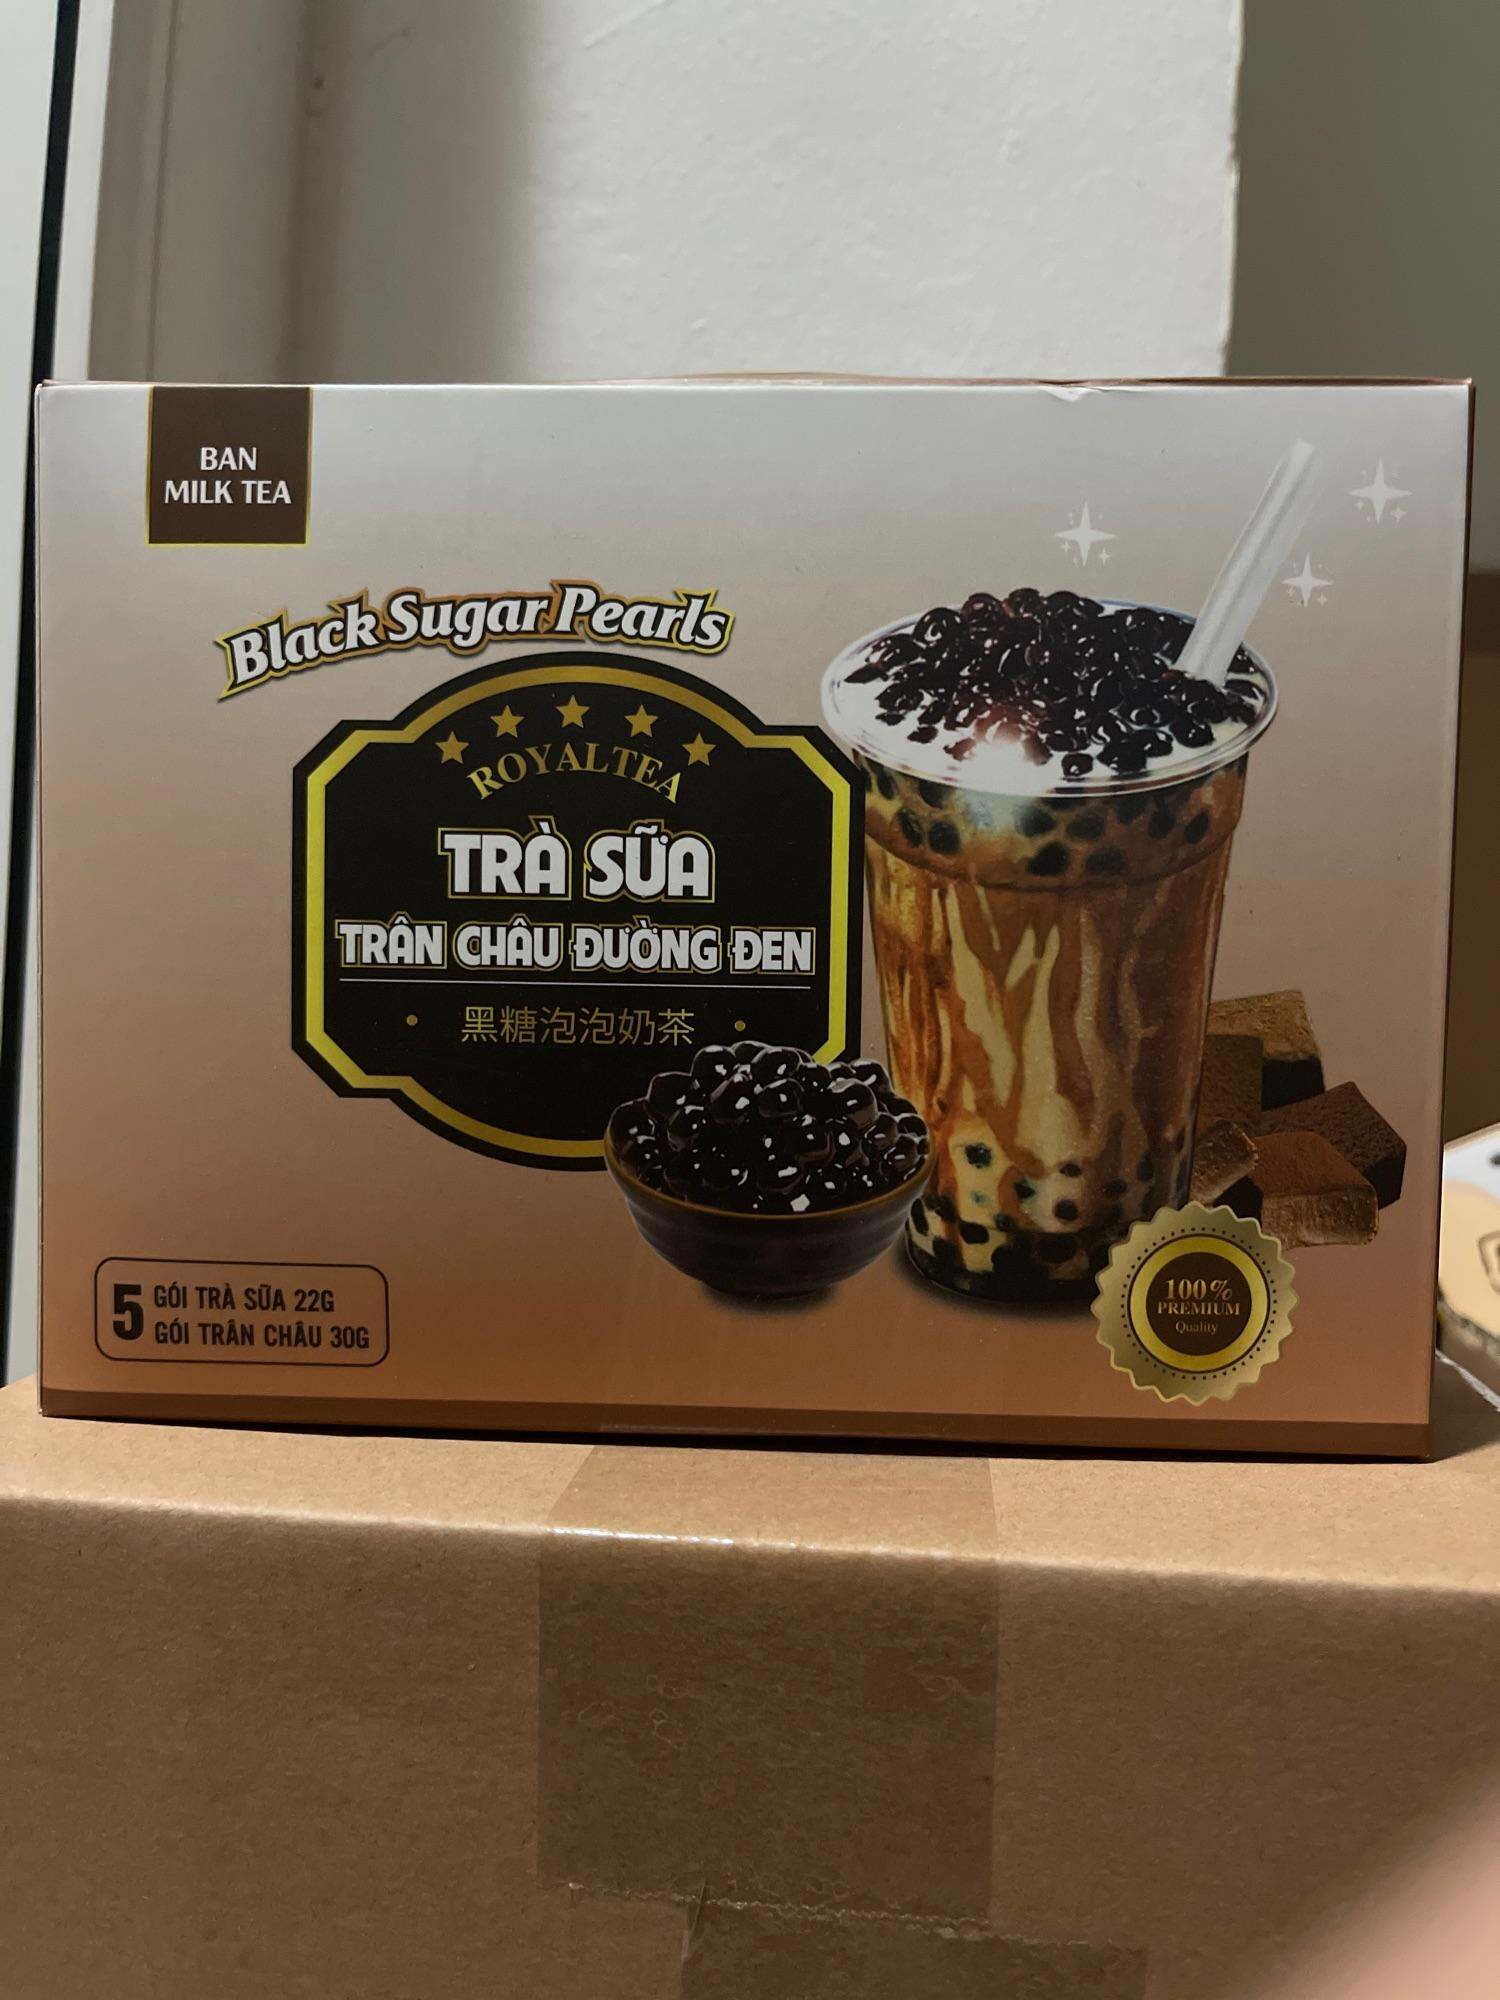 BAN
MILK TEA
Black Sugar Pearls
ROYALTEA
TRÀ SỮA
TRÂN CHÂU ĐƯỜNG ĐEN
• 黑糖泡泡奶茶 •
5 GÓI TRÀ SỮA 22G
GÓI TRÂN CHÂU 30G
100%
PREMIUM
Quality